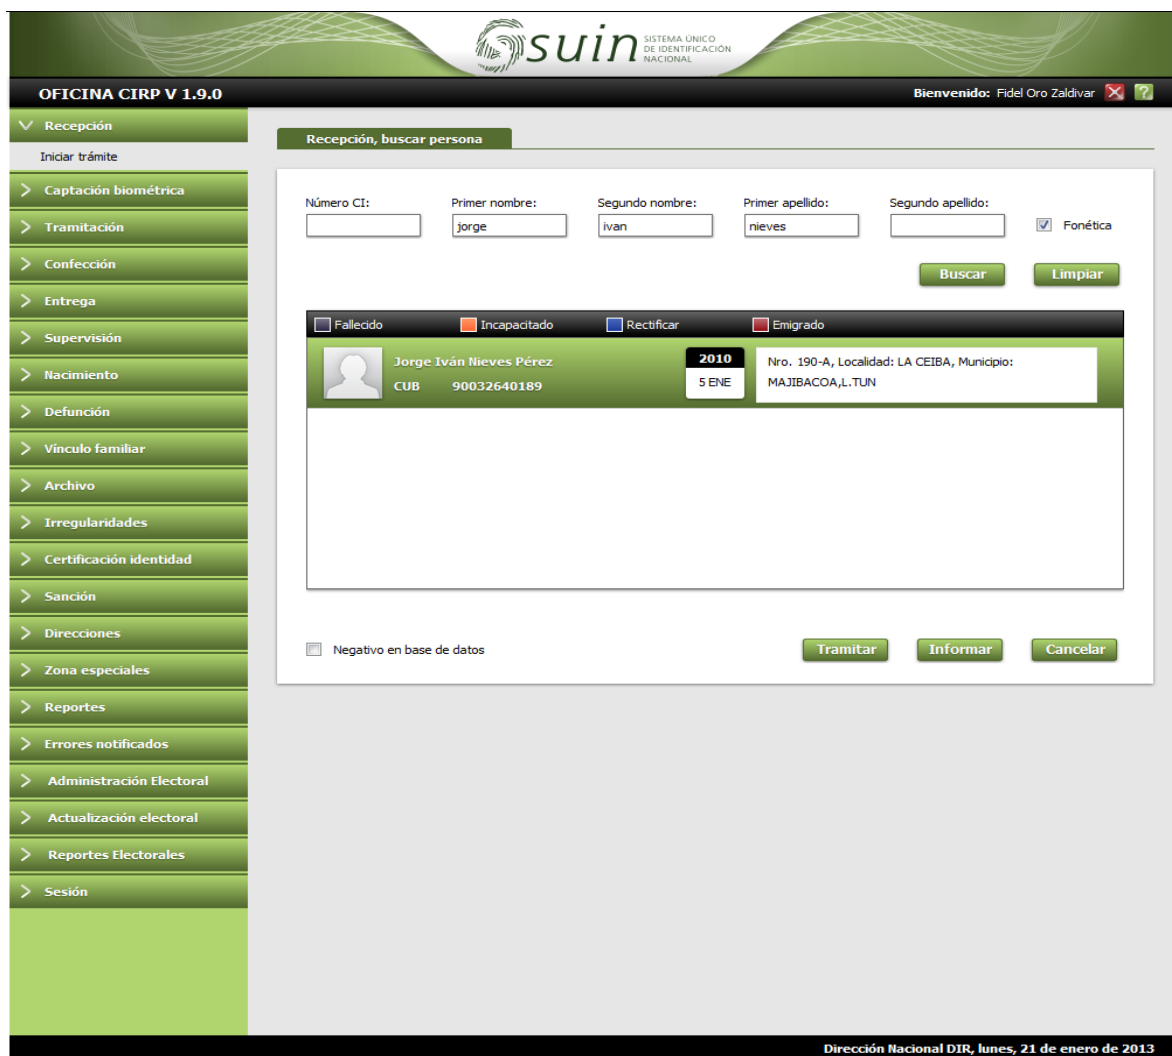 suin SISTEMA ÚNICO
DE IDENTIFICACIÓN
NACIONAL
OFICINA CIRP V 1.9.0
Bienvenido: Fidel Oro Zaldivar
Recepción
Iniciar trámite
Captación biométrica
Tramitación
Confección
Entrega
Supervisión
Nacimiento
Defunción
Vínculo familiar
Archivo
Irregularidades
Certificación identidad
Sanción
Direcciones
Zona especiales
Reportes
Errores notificados
Administración Electoral
Actualización electoral
Reportes Electorales
Sesión
Recepción, buscar persona
Número CI: Primer nombre: Segundo nombre: Primer apellido: Segundo apellido:
jorge ivan nieves Fonética
Buscar Limpiar
Fallecido Incapacitado Rectificar Emigrado
Jorge Iván Nieves Pérez 2010 Nro. 190-A, Localidad: LA CEIBA, Municipio:
CUB 90032640189 5 ENE MAJIBACOA,L.TUN
Negativo en base de datos Tramitar Informar Cancelar
Dirección Nacional DIR, lunes, 21 de enero de 2013